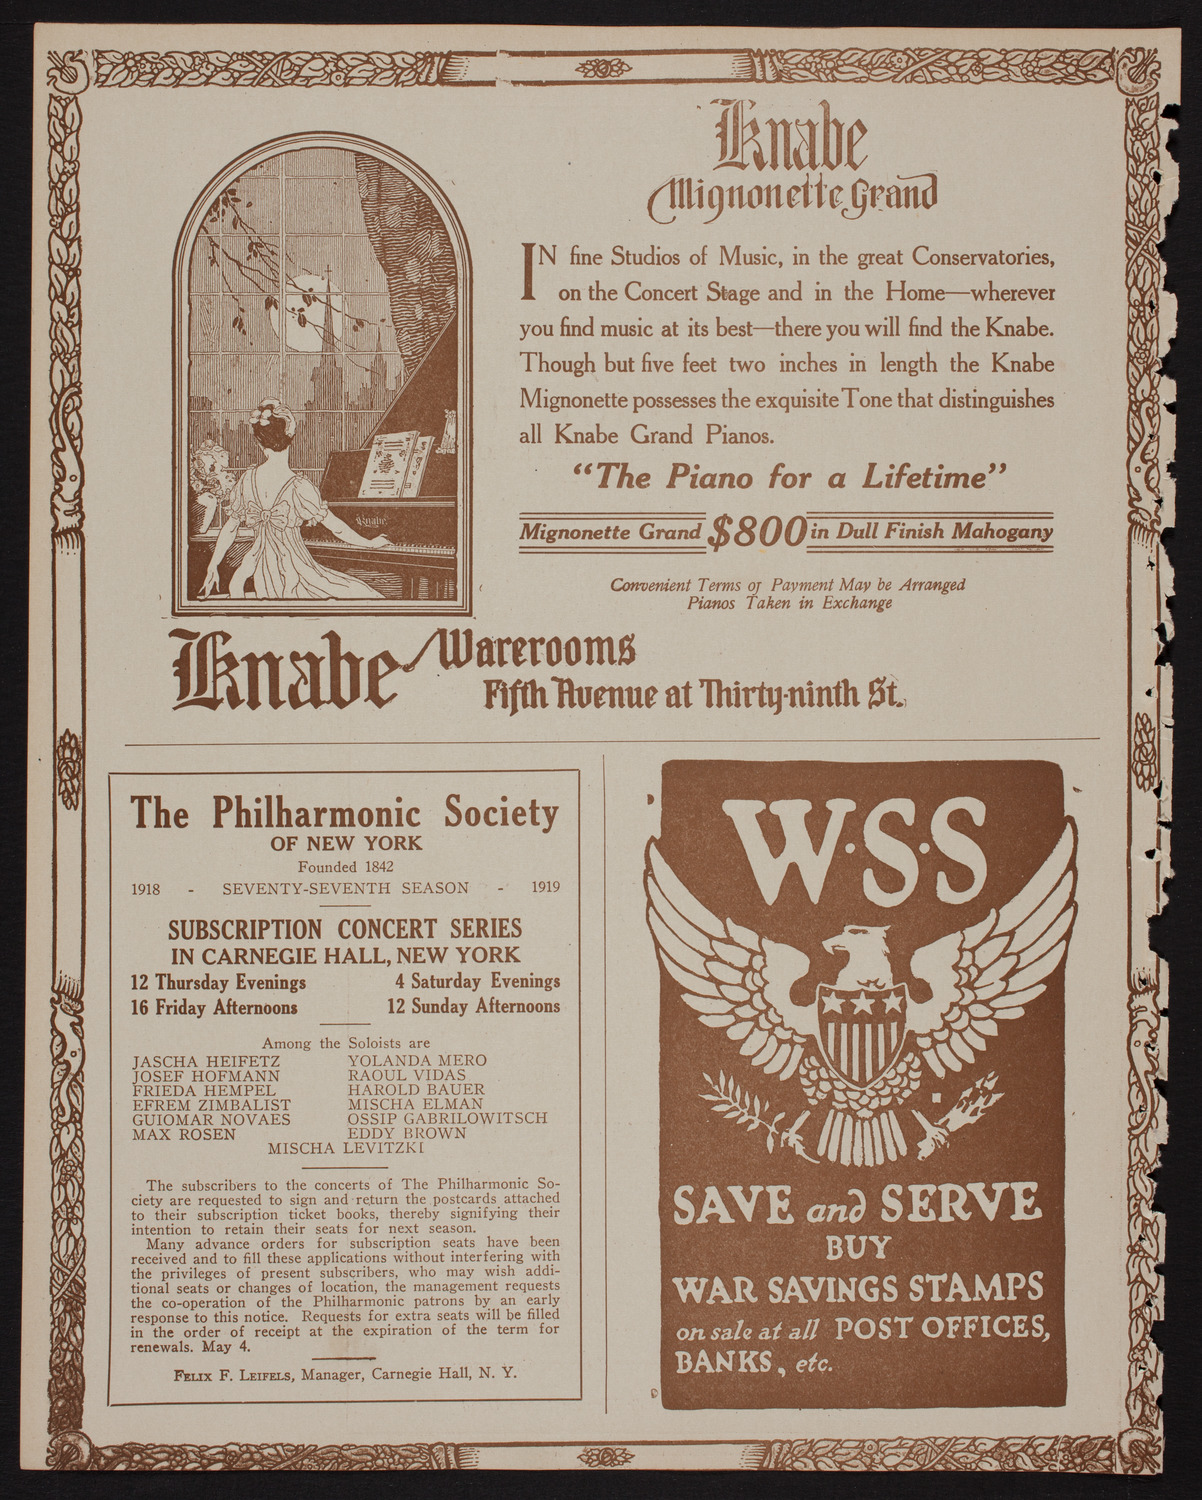 Knabe
Mignonette Grand
IN fine Studios of Music, in the great Conservatories,
on the Concert Stage and in the Home—wherever
you find music at its best—there you will find the Knabe.
Though but five feet two inches in length the Knabe
Mignonette possesses the exquisite Tone that distinguishes
all Knabe Grand Pianos.
“The Piano for a Lifetime”
Mignonette Grand $800 in Dull Finish Mahogany
Convenient Terms of Payment May be Arranged
Pianos Taken in Exchange
Knabe
Knabe Warerooms
Fifth Avenue at Thirty-ninth St.
The Philharmonic Society
OF NEW YORK
Founded 1842
1918 - SEVENTY-SEVENTH SEASON - 1919
SUBSCRIPTION CONCERT SERIES
IN CARNEGIE HALL, NEW YORK
12 Thursday Evenings 4 Saturday Evenings
16 Friday Afternoons 12 Sunday Afternoons
Among the Soloists are
JASCHA HEIFETZ YOLANDA MERO
JOSEF HOFMANN RAOUL VIDAS
FRIEDA HEMPEL HAROLD BAUER
EFREM ZIMBALIST MISCHA ELMAN
GUIOMAR NOVAES OSSIP GABRILOWITSCH
MAX ROSEN EDDY BROWN
MISCHA LEVITZKI
The subscribers to the concerts of The Philharmonic So-
ciety are requested to sign and return the postcards attached
to their subscription ticket books, thereby signifying their
intention to retain their seats for next season.
Many advance orders for subscription seats have been
received and to fill these applications without interfering with
the privileges of present subscribers, who may wish addi-
tional seats or changes of location, the management requests
the co-operation of the Philharmonic patrons by an early
response to this notice. Requests for extra seats will be filled
in the order of receipt at the expiration of the term for
renewals. May 4.
FELIX F. LEIFELS, Manager, Carnegie Hall, N. Y.
W·S·S
SAVE and SERVE
BUY
WAR SAVINGS STAMPS
on sale at all POST OFFICES,
BANKS, etc.